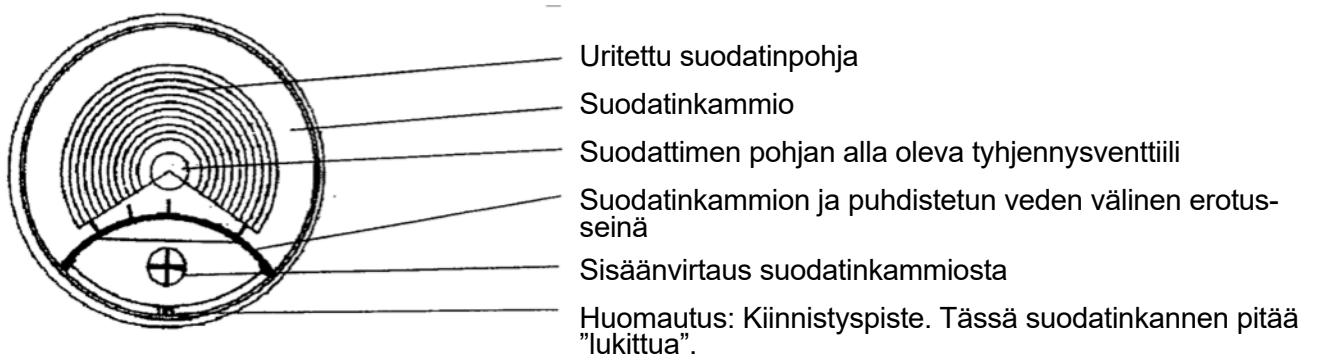 Uritettu suodatinpohja
Suodatinkammio
Suodattimen pohjan alla oleva tyhjennysventtiili
Suodatinkammion ja puhdistetun veden välinen erotus-
seinä
Sisäänvirtaus suodatinkammiosta
Huomautus: Kiinnistyspiste. Tässä suodatinkannen pitää
”lukittua”.